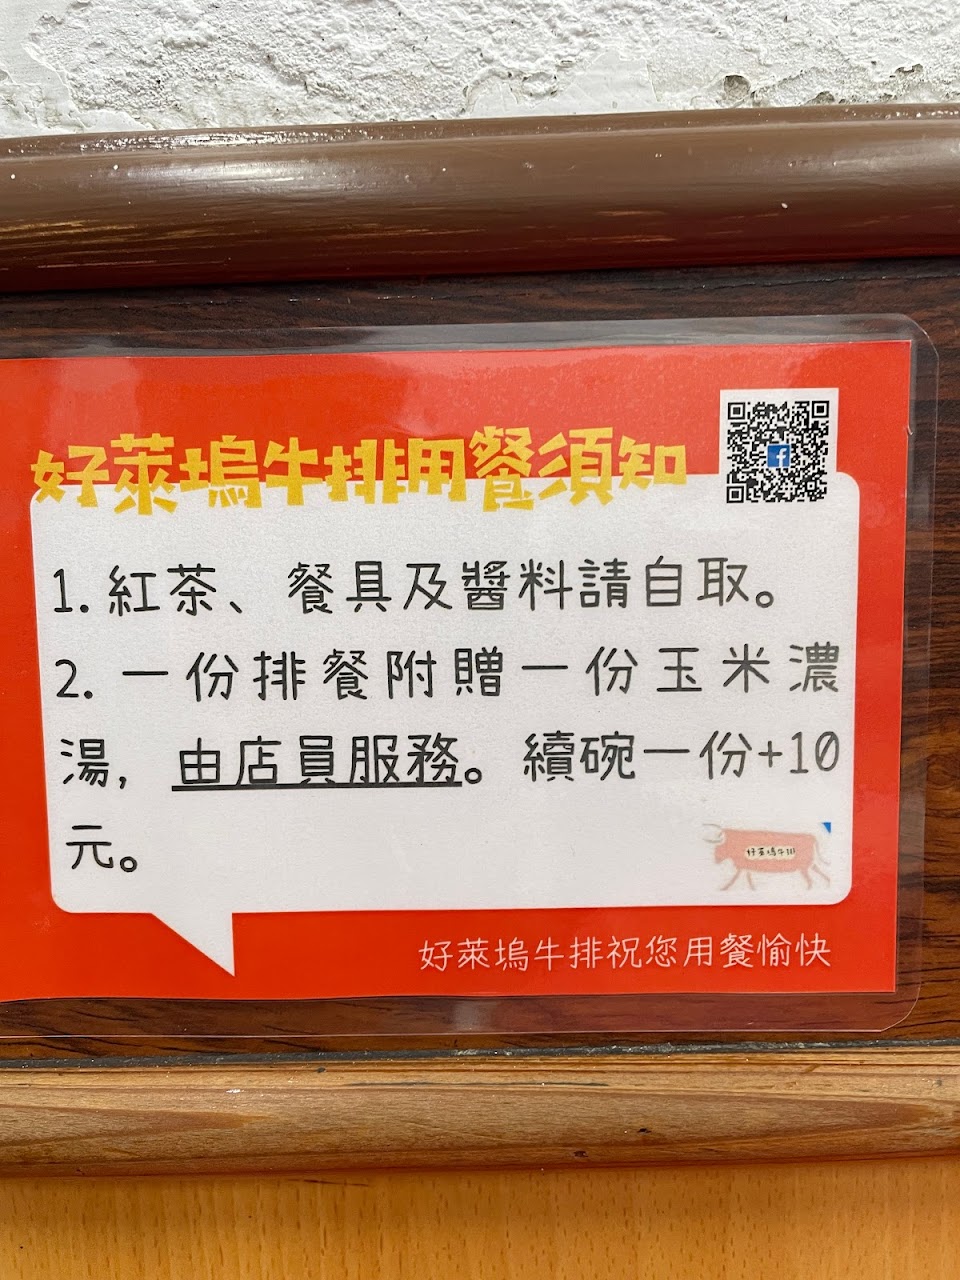 好萊塢牛排用餐須知
1. 紅茶、餐具及醬料請自取。
2. 一份排餐附贈一份玉米濃
湯, 由店員服務。續碗一份+10
元。
好萊塢牛排
好萊塢牛排祝您用餐愉快